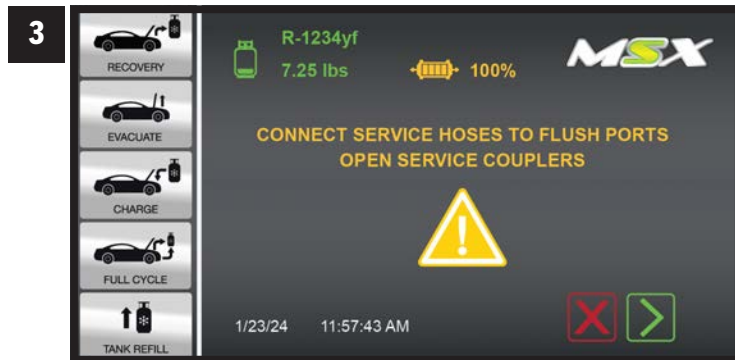 3
RECOVERY
EVACUATE
CHARGE
FULL CYCLE
TANK REFILL
R-1234yf
7.25 lbs
100%
MSX
CONNECT SERVICE HOSES TO FLUSH PORTS
OPEN SERVICE COUPLERS
1/23/24 11:57:43 AM